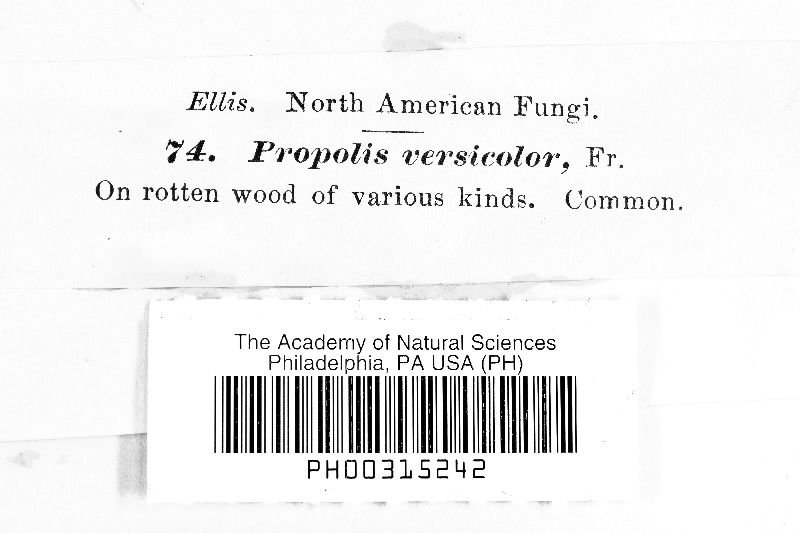 Ellis. North American Fungi.
74. Propolis versicolor, Fr.
On rotten wood of various kinds. Common.
The Academy of Natural Sciences
Philadelphia, PA USA (PH)
PH00315242